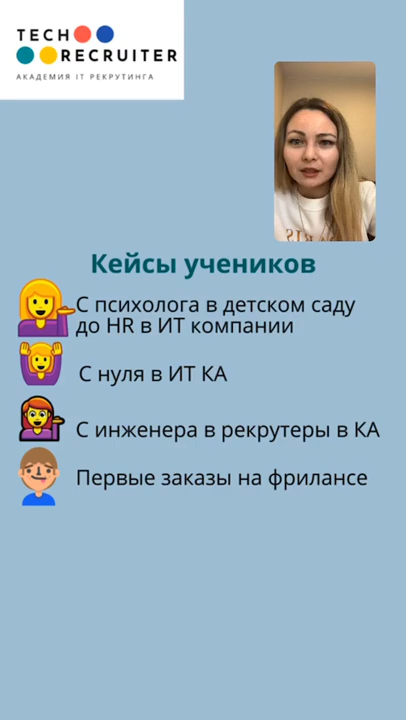 TECH
RECRUITER
АКАДЕМИЯ IT РЕКРУТИНГА
Кейсы учеников
С психолога в детском саду
до HR в ИТ компании
С нуля в ИТ КА
С инженера в рекрутеры в КА
Первые заказы на фрилансе